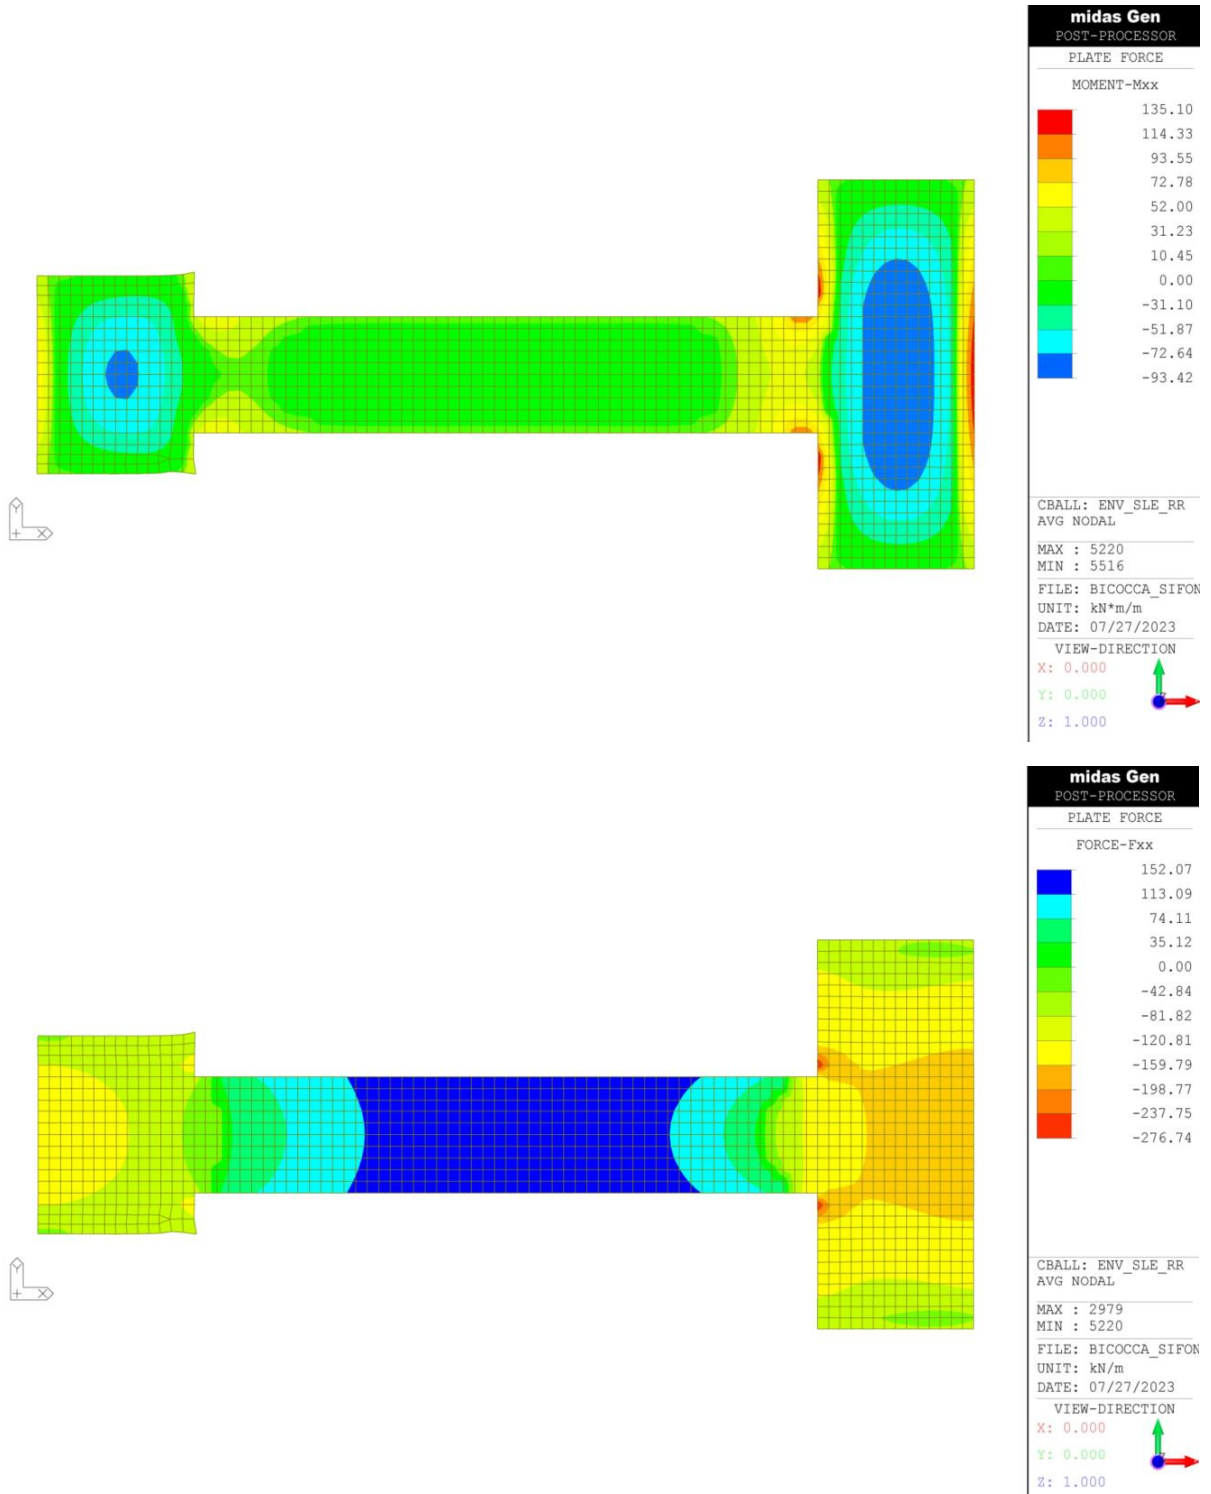 midas Gen
POST-PROCESSOR
PLATE FORCE
MOMENT-Mxx
135.10
114.33
93.55
72.78
52.00
31.23
10.45
0.00
-31.10
-51.87
-72.64
-93.42
CBALL: ENV_SLE_RR
AVG NODAL
MAX : 5220
MIN : 5516
FILE: BICOCCA_SIFON
UNIT: kN*m/m
DATE: 07/27/2023
VIEW-DIRECTION
X: 0.000
Y: 0.000
Z: 1.000
midas Gen
POST-PROCESSOR
PLATE FORCE
FORCE-Fxx
152.07
113.09
74.11
35.12
0.00
-42.84
-81.82
-120.81
-159.79
-198.77
-237.75
-276.74
CBALL: ENV_SLE_RR
AVG NODAL
MAX : 2979
MIN : 5220
FILE: BICOCCA_SIFON
UNIT: kN/m
DATE: 07/27/2023
VIEW-DIRECTION
X: 0.000
Y: 0.000
Z: 1.000